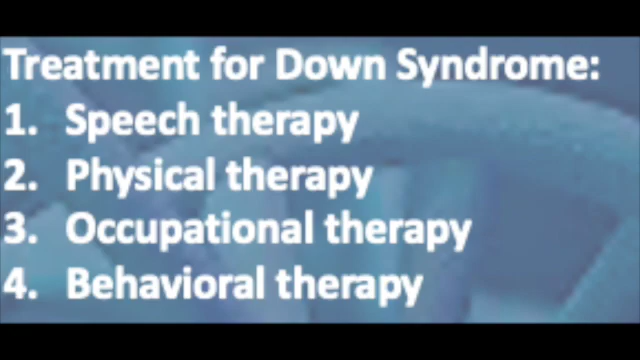 Treatment for Down Syndrome:
1. Speech therapy
2. Physical therapy
3. Occupational therapy
4. Behavioral therapy